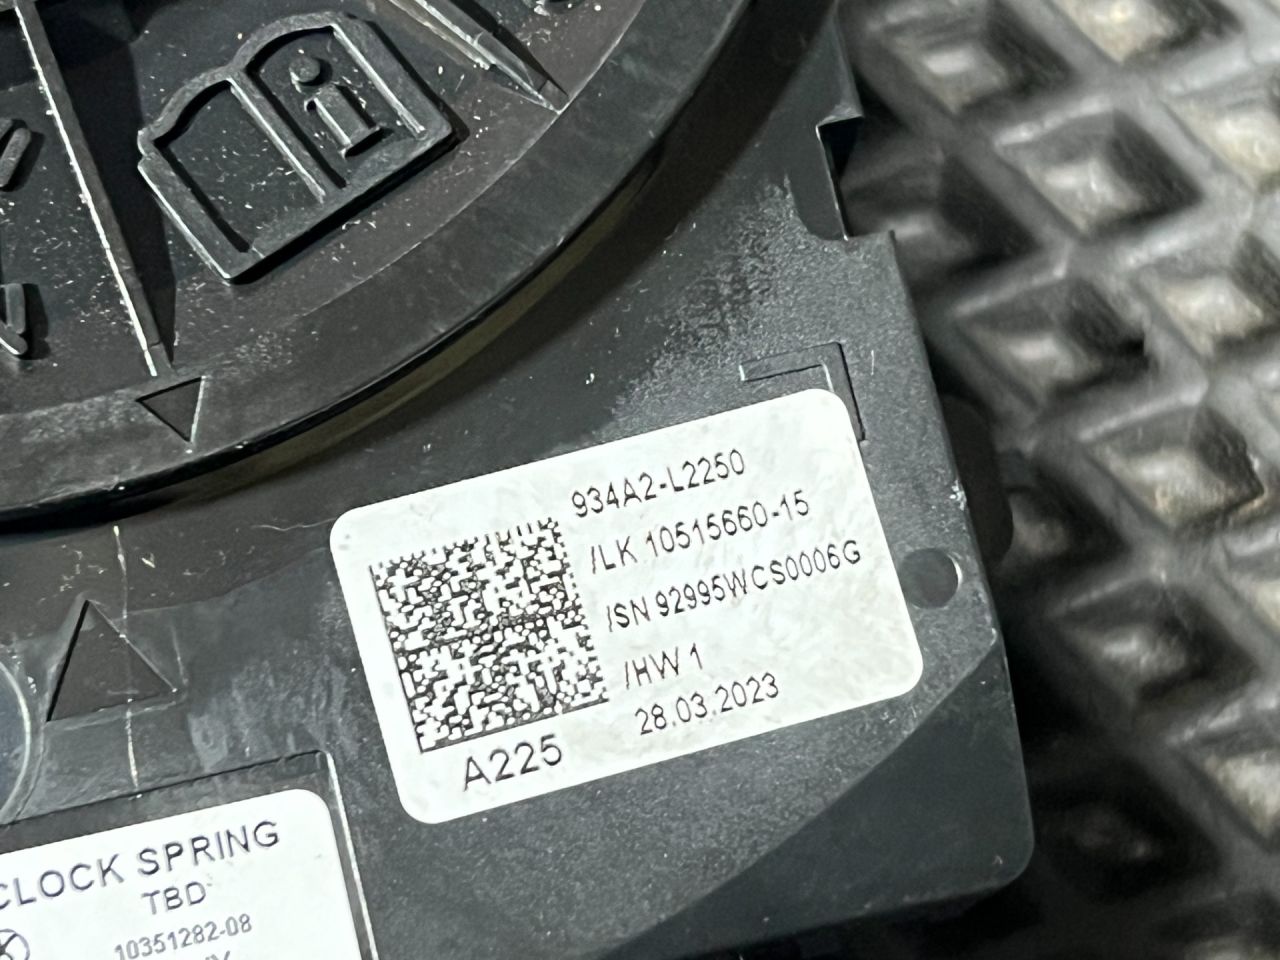 934A2-L2250
/LK 10515660-15
/SN 92995WCS0006G
/HW 1
28.03.2023
A225
CLOCK SPRING
TBD
10351282-08